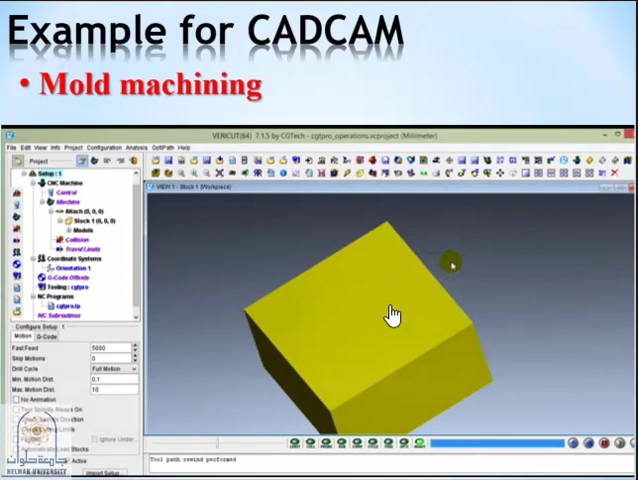 Example for CADCAM
• Mold machining
VERICUT(64) 7.1.5 by CGTech - cgtpro_operations.vcproject (Millimeter)
File Edit View Info Project Configuration Analysis OptiPath Help
Project
VIEW 1 - Stock 1 (Workpiece)
Setup : 1
CNC Machine
Control
Machine
Attach (0, 0, 0)
Stock 1 (0, 0, 0)
Models
Collision
Travel Limits
Coordinate Systems
Orientation 1
G-Code Offsets
Tooling : cgtpro
NC Programs
cgtpro.tp
NC Subroutines
Configure Setup : 1
Motion G-Code
Fast Feed 5000
Skip Motions 0
Drill Cycle Full Motion
Min. Motion Dist. 0.1
Max. Motion Dist. 10
No Animation
Tool Spindle Always On
Ignore Under...
Active
Import Setup...
Tool path rewind performed
جامعة حلوان
HELWAN UNIVERSITY